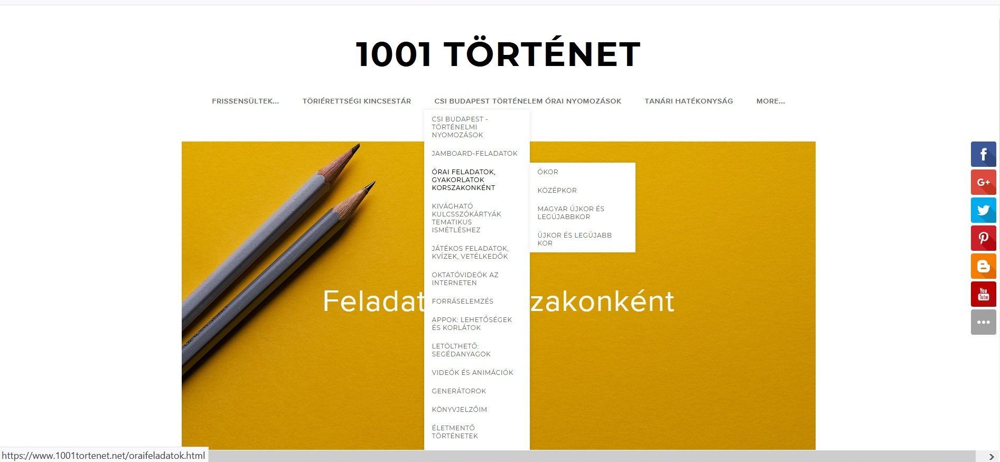 1001 TÖRTÉNET
FRISSENSÜLTEK...
TÖRIÉRETTSÉGI KINCSESTÁR
CSI BUDAPEST TÖRTÉNELEM ÓRAI NYOMOZÁSOK
TANÁRI HATÉKONYSÁG
MORE...
CSI BUDAPEST -
TÖRTÉNELMI
NYOMOZÁSOK
JAMBOARD-FELADATOK
ÓRAI FELADATOK,
GYAKORLATOK
KORSZAKONKÉNT
KIVÁGHATÓ
KULCSSZÓKÁRTYÁK
TEMATIKUS
ISMÉTLÉSHEZ
JÁTÉKOS FELADATOK,
KVÍZEK, VETÉLKEDŐK
OKTATÓVIDEÓK AZ
INTERNETEN
FORRÁSELEMZÉS
APPOK: LEHETŐSÉGEK
ÉS KORLÁTOK
LETÖLTHETŐ:
SEGÉDANYAGOK
VIDEÓK ÉS ANIMÁCIÓK
GENERÁTOROK
KÖNYVJELZŐIM
ÉLETMENTŐ
TÖRTÉNETEK
ÓKOR
KÖZÉPKOR
MAGYAR ÚJKOR ÉS
LEGÚJABBKOR
ÚJKOR ÉS LEGÚJABB
KOR
Feladat zakonként
G+
You
Tube
https://www.1001tortenet.net/oraifeladatok.html